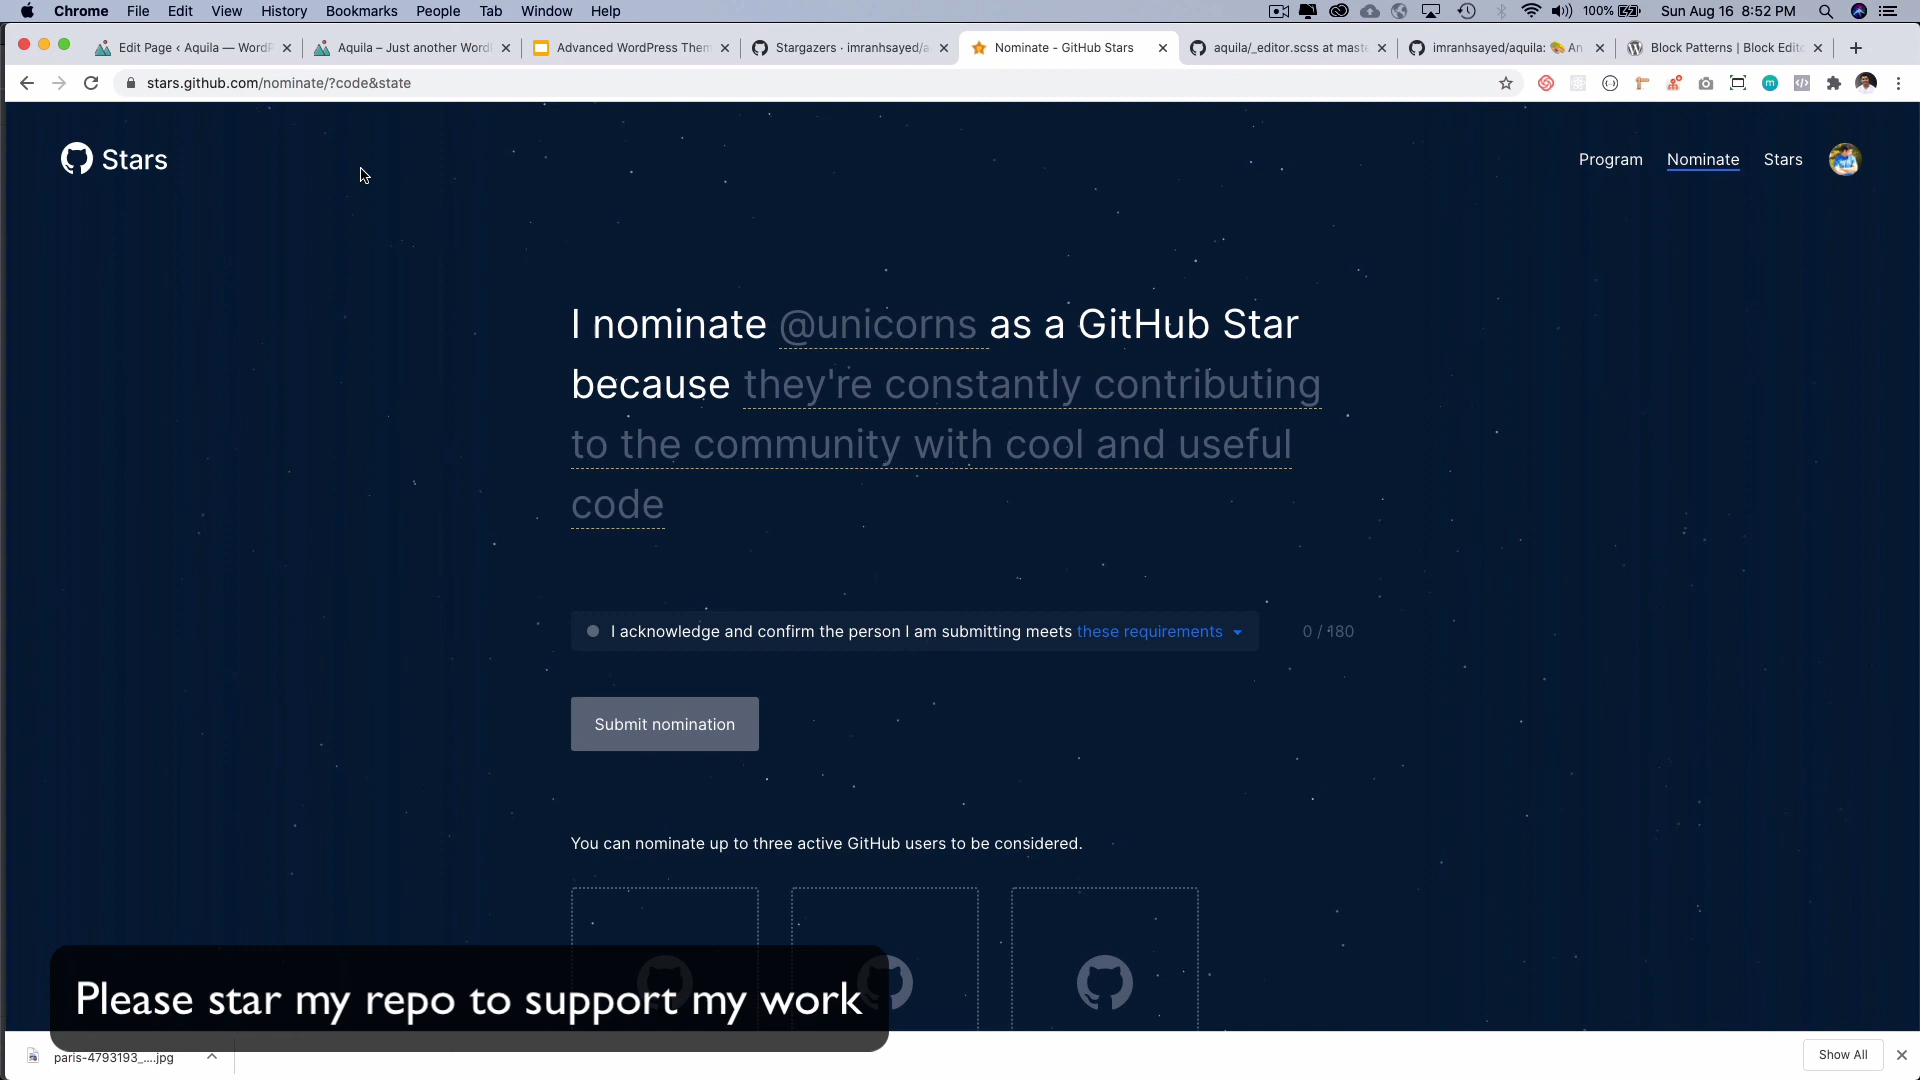 Chrome File Edit View History Bookmarks People Tab Window Help 100% Sun Aug 16 8:52 PM
Edit Page ‹ Aquila — WordP Aquila – Just another WordI Advanced WordPress Them Stargazers · imranhsayed/a Nominate - GitHub Stars aquila/_editor.scss at mast imranhsayed/aquila: An Block Patterns | Block Edito
stars.github.com/nominate/?code&state
Stars Program Nominate Stars
I nominate @unicorns as a GitHub Star
because they're constantly contributing
to the community with cool and useful
code
I acknowledge and confirm the person I am submitting meets these requirements 0 / 180
Submit nomination
You can nominate up to three active GitHub users to be considered.
Please star my repo to support my work
paris-4793193_....jpg Show All